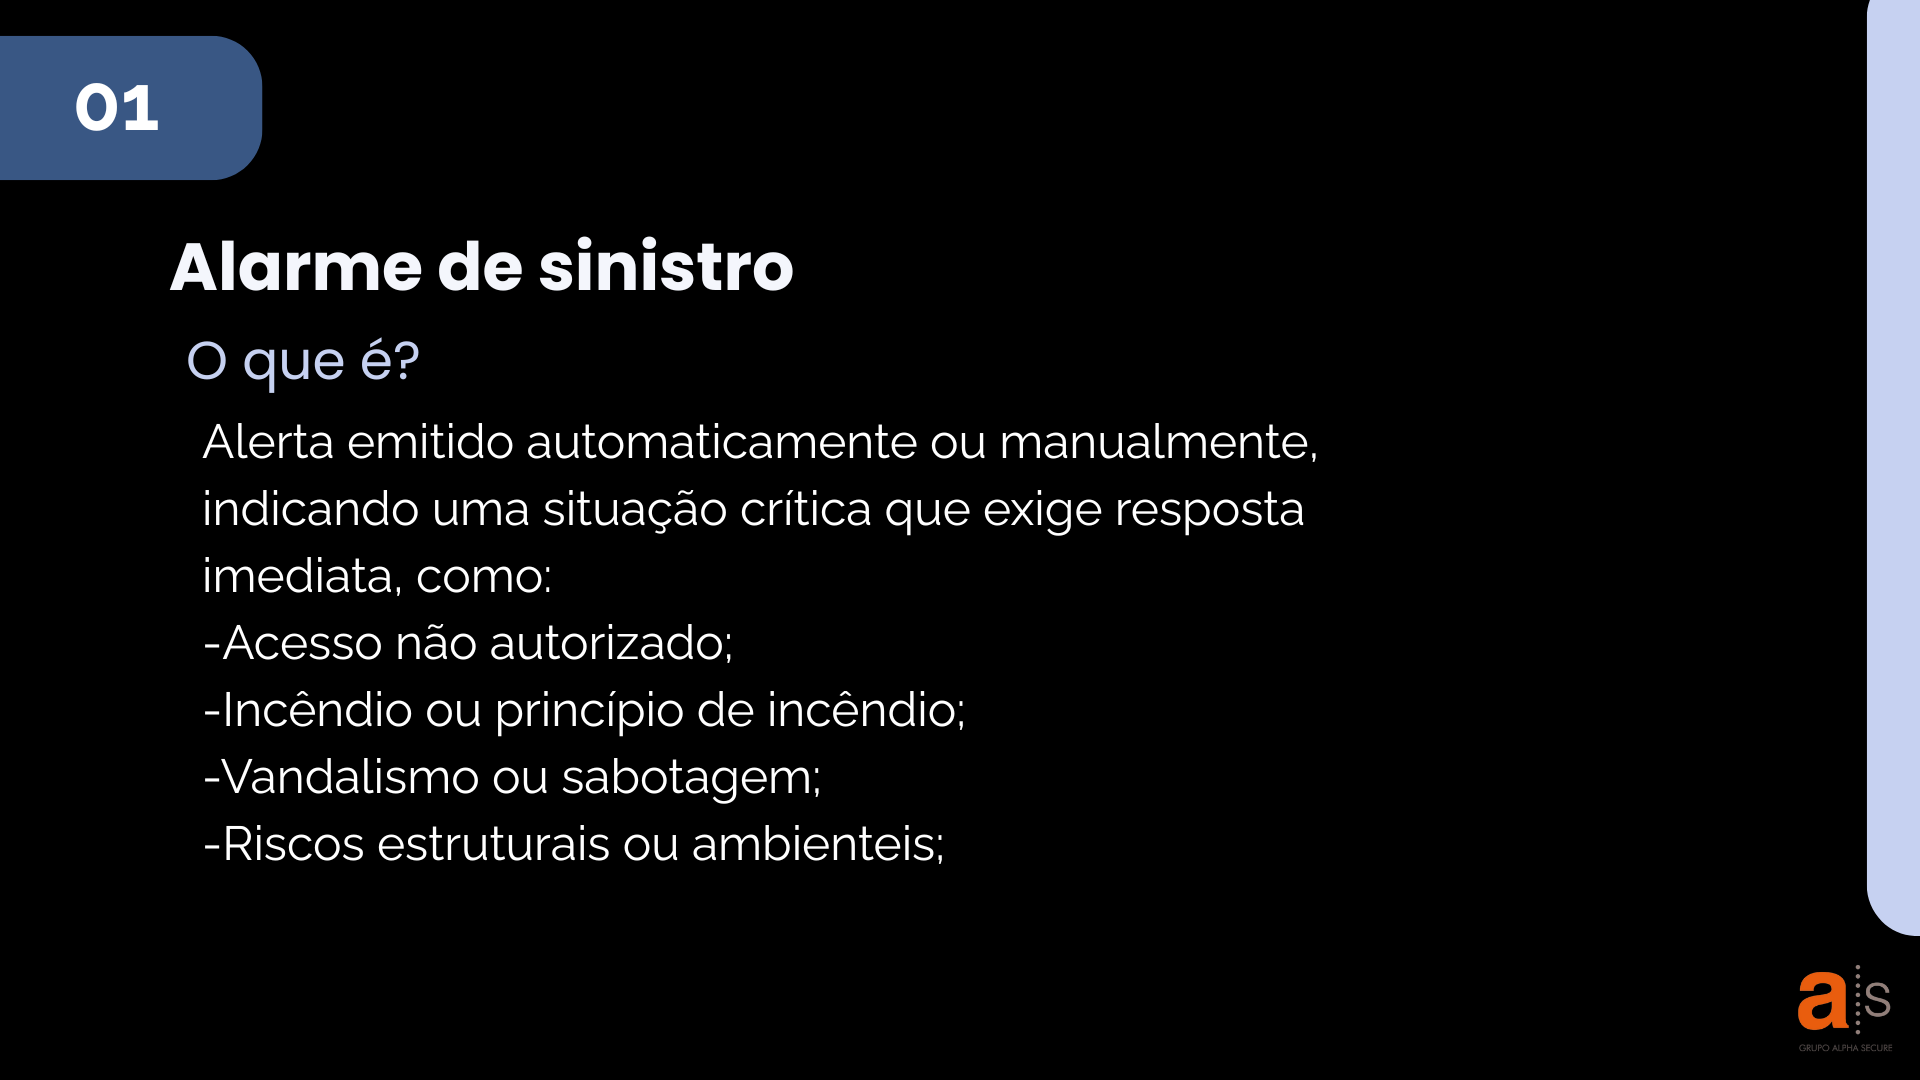 01
Alarme de sinistro
O que é?
Alerta emitido automaticamente ou manualmente,
indicando uma situação crítica que exige resposta
imediata, como:
-Acesso não autorizado;
-Incêndio ou princípio de incêndio;
-Vandalismo ou sabotagem;
-Riscos estruturais ou ambienteis;
a s
GRUPO ALPHA SECURE